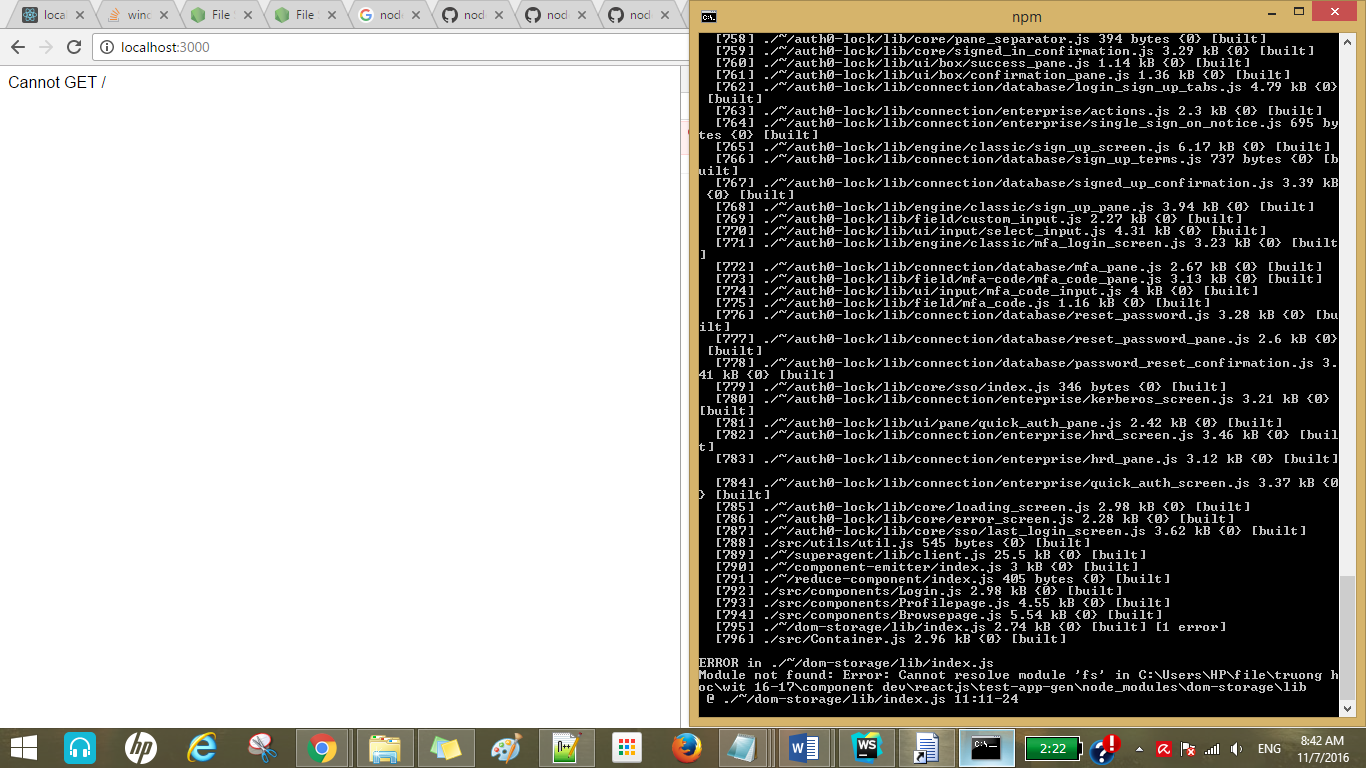 loca
winc
File
File
nod
nod
nod
nod
npm
localhost:3000
Cannot GET /
[758] ./~/auth0-lock/lib/core/pane_separator.js 394 bytes {0} [built]
[759] ./~/auth0-lock/lib/core/signed_in_confirmation.js 3.29 kB {0} [built]
[760] ./~/auth0-lock/lib/ui/box/success_pane.js 1.14 kB {0} [built]
[761] ./~/auth0-lock/lib/ui/box/confirmation_pane.js 1.36 kB {0} [built]
[762] ./~/auth0-lock/lib/connection/database/login_sign_up_tabs.js 4.79 kB {0}
[built]
[763] ./~/auth0-lock/lib/connection/enterprise/actions.js 2.3 kB {0} [built]
[764] ./~/auth0-lock/lib/connection/enterprise/single_sign_on_notice.js 695 by
tes {0} [built]
[765] ./~/auth0-lock/lib/engine/classic/sign_up_screen.js 6.17 kB {0} [built]
[766] ./~/auth0-lock/lib/connection/database/sign_up_terms.js 737 bytes {0} [b
uilt]
[767] ./~/auth0-lock/lib/connection/database/signed_up_confirmation.js 3.39 kB
{0} [built]
[768] ./~/auth0-lock/lib/engine/classic/sign_up_pane.js 3.94 kB {0} [built]
[769] ./~/auth0-lock/lib/field/custom_input.js 2.27 kB {0} [built]
[770] ./~/auth0-lock/lib/ui/input/select_input.js 4.31 kB {0} [built]
[771] ./~/auth0-lock/lib/engine/classic/mfa_login_screen.js 3.23 kB {0} [built
]
[772] ./~/auth0-lock/lib/connection/database/mfa_pane.js 2.67 kB {0} [built]
[773] ./~/auth0-lock/lib/field/mfa-code/mfa_code_pane.js 3.13 kB {0} [built]
[774] ./~/auth0-lock/lib/ui/input/mfa_code_input.js 4 kB {0} [built]
[775] ./~/auth0-lock/lib/field/mfa_code.js 1.16 kB {0} [built]
[776] ./~/auth0-lock/lib/connection/database/reset_password.js 3.28 kB {0} [bu
ilt]
[777] ./~/auth0-lock/lib/connection/database/reset_password_pane.js 2.6 kB {0}
[built]
[778] ./~/auth0-lock/lib/connection/database/password_reset_confirmation.js 3.
41 kB {0} [built]
[779] ./~/auth0-lock/lib/core/sso/index.js 346 bytes {0} [built]
[780] ./~/auth0-lock/lib/connection/enterprise/kerberos_screen.js 3.21 kB {0}
[built]
[781] ./~/auth0-lock/lib/ui/pane/quick_auth_pane.js 2.42 kB {0} [built]
[782] ./~/auth0-lock/lib/connection/enterprise/hrd_screen.js 3.46 kB {0} [buil
t]
[783] ./~/auth0-lock/lib/connection/enterprise/hrd_pane.js 3.12 kB {0} [built]
[784] ./~/auth0-lock/lib/connection/enterprise/quick_auth_screen.js 3.37 kB {0
} [built]
[785] ./~/auth0-lock/lib/core/loading_screen.js 2.98 kB {0} [built]
[786] ./~/auth0-lock/lib/core/error_screen.js 2.28 kB {0} [built]
[787] ./~/auth0-lock/lib/core/sso/last_login_screen.js 3.62 kB {0} [built]
[788] ./src/utils/util.js 545 bytes {0} [built]
[789] ./~/superagent/lib/client.js 25.5 kB {0} [built]
[790] ./~/component-emitter/index.js 3 kB {0} [built]
[791] ./~/reduce-component/index.js 405 bytes {0} [built]
[792] ./src/components/Login.js 2.98 kB {0} [built]
[793] ./src/components/Profilepage.js 4.55 kB {0} [built]
[794] ./src/components/Browsepage.js 5.54 kB {0} [built]
[795] ./~/dom-storage/lib/index.js 2.74 kB {0} [built] [1 error]
[796] ./src/Container.js 2.96 kB {0} [built]
ERROR in ./~/dom-storage/lib/index.js
Module not found: Error: Cannot resolve module 'fs' in C:\Users\HP\file\truong h
oc\wit 16-17\component dev\reactjs\test-app-gen\node_modules\dom-storage\lib
@ ./~/dom-storage/lib/index.js 11:11-24
2:22
ENG
8:42 AM
11/7/2016